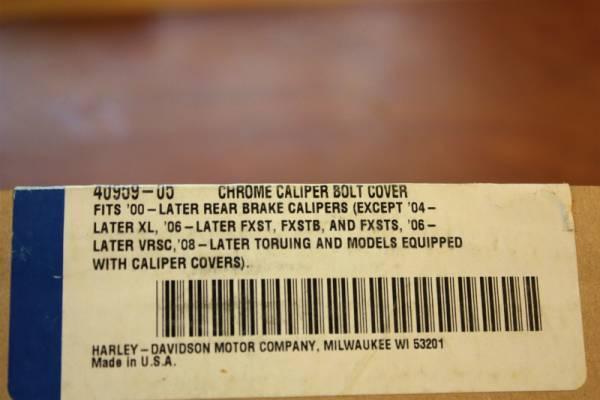 40959-05 CHROME CALIPER BOLT COVER
FITS '00-LATER REAR BRAKE CALIPERS (EXCEPT '04-
LATER XL, '06-LATER FXST, FXSTB, AND FXSTS, '06-
LATER VRSC,'08-LATER TORUING AND MODELS EQUIPPED
WITH CALIPER COVERS).
HARLEY-DAVIDSON MOTOR COMPANY, MILWAUKEE WI 53201
Made in U.S.A.